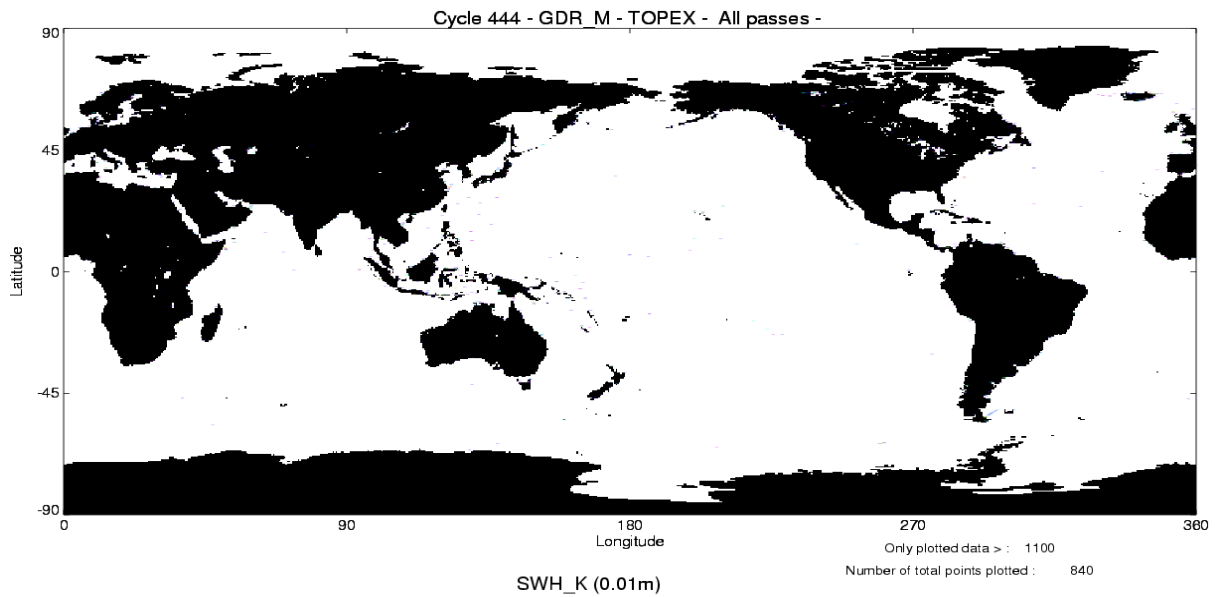 Cycle 444 - GDR_M - TOPEX - All passes -
90
45
0
-45
-90
Latitude
0 90 180 270 360
Longitude
Only plotted data > : 1100
Number of total points plotted : 840
SWH_K (0.01m)